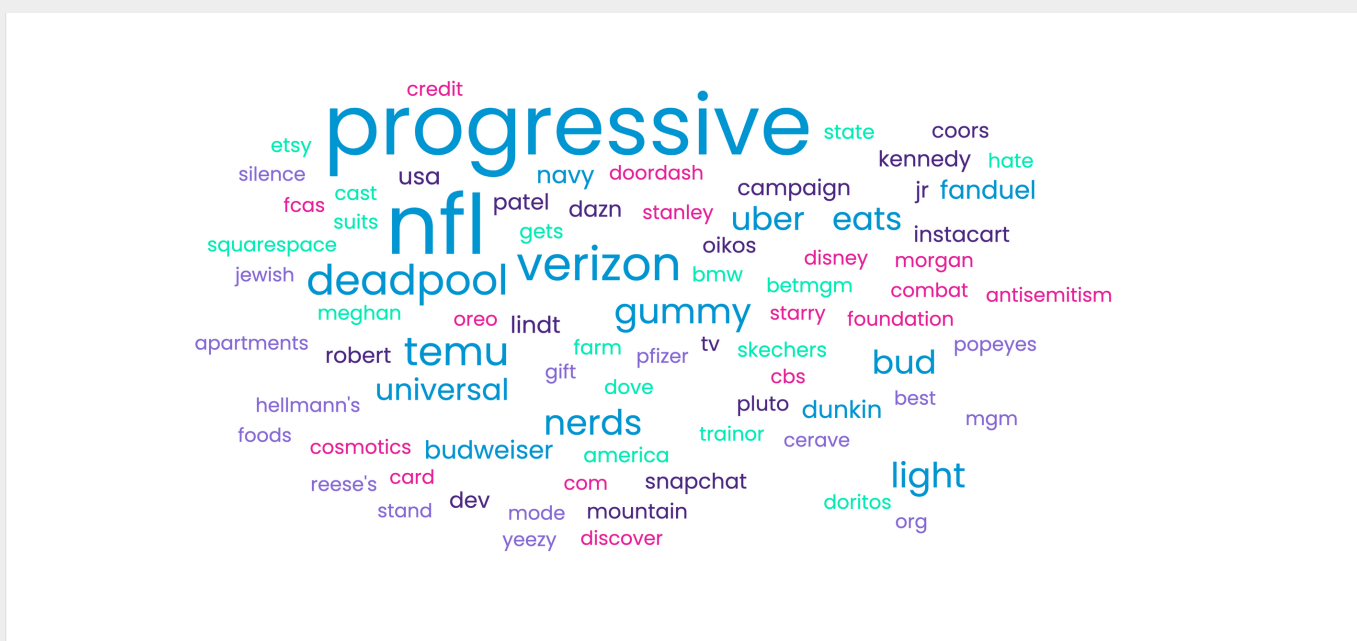 credit
progressive
state coors
etsy
kennedy hate
silence usa navy doordash
cast campaign jr fanduel
fcas nfl patel dazn stanley
suits gets uber eats instacart
squarespace oikos
disney morgan
jewish deadpool verizon bmw betmgm combat antisemitism
meghan oreo lindt gummy starry foundation
apartments robert temu farm pfizer tv skechers bud popeyes
gift cbs
universal dove best
hellmann's pluto dunkin
mgm
foods nerds trainor cerave
cosmotics budweiser america
reese's card com snapchat light
stand dev mode mountain doritos
org
yeezy discover